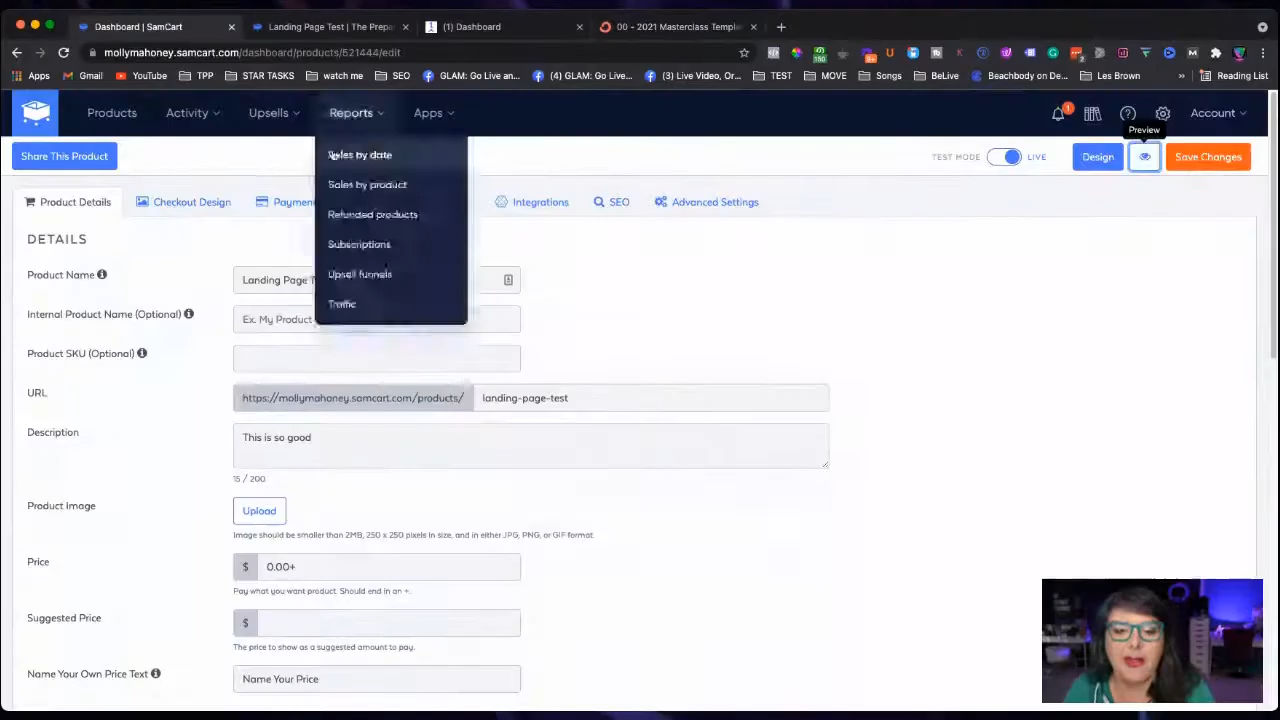 Dashboard | SamCart
Landing Page Test | The Prepar
(1) Dashboard
00 - 2021 Masterclass Templ
mollymahoney.samcart.com/dashboard/products/521444/edit
Apps
Gmail
YouTube
TPP
STAR TASKS
watch me
SEO
GLAM: Go Live an...
(4) GLAM: Go Live an...
(3) Live Video, Or...
TEST
MOVE
Songs
BeLive
Beachbody on De...
Les Brown
»
Reading List
Products
Activity
Upsells
Reports
Apps
1
Account
Preview
Share This Product
TEST MODE
LIVE
Design
Save Changes
Product Details
Checkout Design
Paymen
Integrations
SEO
Advanced Settings
by date
Sales by product
Refunded products
Subscriptions
Upsell funnels
Traffic
DETAILS
Product Name
Landing Page T
Internal Product Name (Optional)
Ex. My Product
Product SKU (Optional)
URL
https://mollymahoney.samcart.com/products/
landing-page-test
Description
This is so good
15 / 200
Product Image
Upload
Image should be smaller than 2MB, 250 x 250 pixels in size, and in either JPG, PNG, or GIF format.
Price
$
0.00+
Pay what you want product. Should end in an +.
Suggested Price
$
The price to show as a suggested amount to pay.
Name Your Own Price Text
Name Your Price